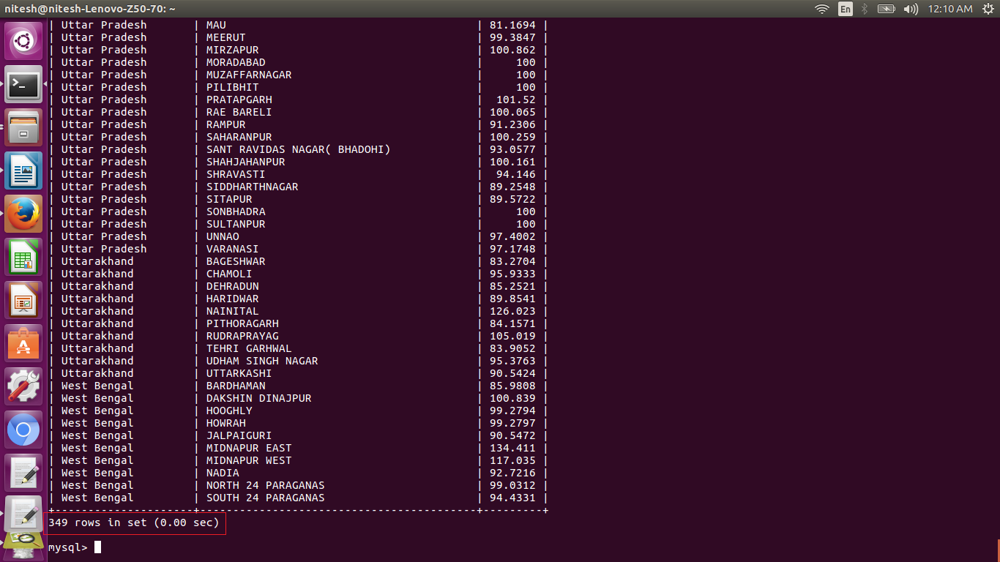 nitesh@nitesh-Lenovo-Z50-70: ~ En 12:10 AM
| Uttar Pradesh | MAU | 81.1694 |
| Uttar Pradesh | MEERUT | 99.3847 |
| Uttar Pradesh | MIRZAPUR | 100.862 |
| Uttar Pradesh | MORADABAD | 100 |
| Uttar Pradesh | MUZAFFARNAGAR | 100 |
| Uttar Pradesh | PILIBHIT | 100 |
| Uttar Pradesh | PRATAPGARH | 101.52 |
| Uttar Pradesh | RAE BARELI | 100.065 |
| Uttar Pradesh | RAMPUR | 91.2306 |
| Uttar Pradesh | SAHARANPUR | 100.259 |
| Uttar Pradesh | SANT RAVIDAS NAGAR( BHADOHI) | 93.0577 |
| Uttar Pradesh | SHAHJAHANPUR | 100.161 |
| Uttar Pradesh | SHRAVASTI | 94.146 |
| Uttar Pradesh | SIDDHARTHNAGAR | 89.2548 |
| Uttar Pradesh | SITAPUR | 89.5722 |
| Uttar Pradesh | SONBHADRA | 100 |
| Uttar Pradesh | SULTANPUR | 100 |
| Uttar Pradesh | UNNAO | 97.4002 |
| Uttar Pradesh | VARANASI | 97.1748 |
| Uttarakhand | BAGESHWAR | 83.2704 |
| Uttarakhand | CHAMOLI | 95.9333 |
| Uttarakhand | DEHRADUN | 85.2521 |
| Uttarakhand | HARIDWAR | 89.8541 |
| Uttarakhand | NAINITAL | 126.023 |
| Uttarakhand | PITHORAGARH | 84.1571 |
| Uttarakhand | RUDRAPRAYAG | 105.019 |
| Uttarakhand | TEHRI GARHWAL | 83.9052 |
| Uttarakhand | UDHAM SINGH NAGAR | 95.3763 |
| Uttarakhand | UTTARKASHI | 90.5424 |
| West Bengal | BARDHAMAN | 85.9808 |
| West Bengal | DAKSHIN DINAJPUR | 100.839 |
| West Bengal | HOOGHLY | 99.2794 |
| West Bengal | HOWRAH | 99.2797 |
| West Bengal | JALPAIGURI | 90.5472 |
| West Bengal | MIDNAPUR EAST | 134.411 |
| West Bengal | MIDNAPUR WEST | 117.035 |
| West Bengal | NADIA | 92.7216 |
| West Bengal | NORTH 24 PARAGANAS | 99.0312 |
| West Bengal | SOUTH 24 PARAGANAS | 94.4331 |
+---------------------+------------------------------------------+---------+
349 rows in set (0.00 sec)
mysql>